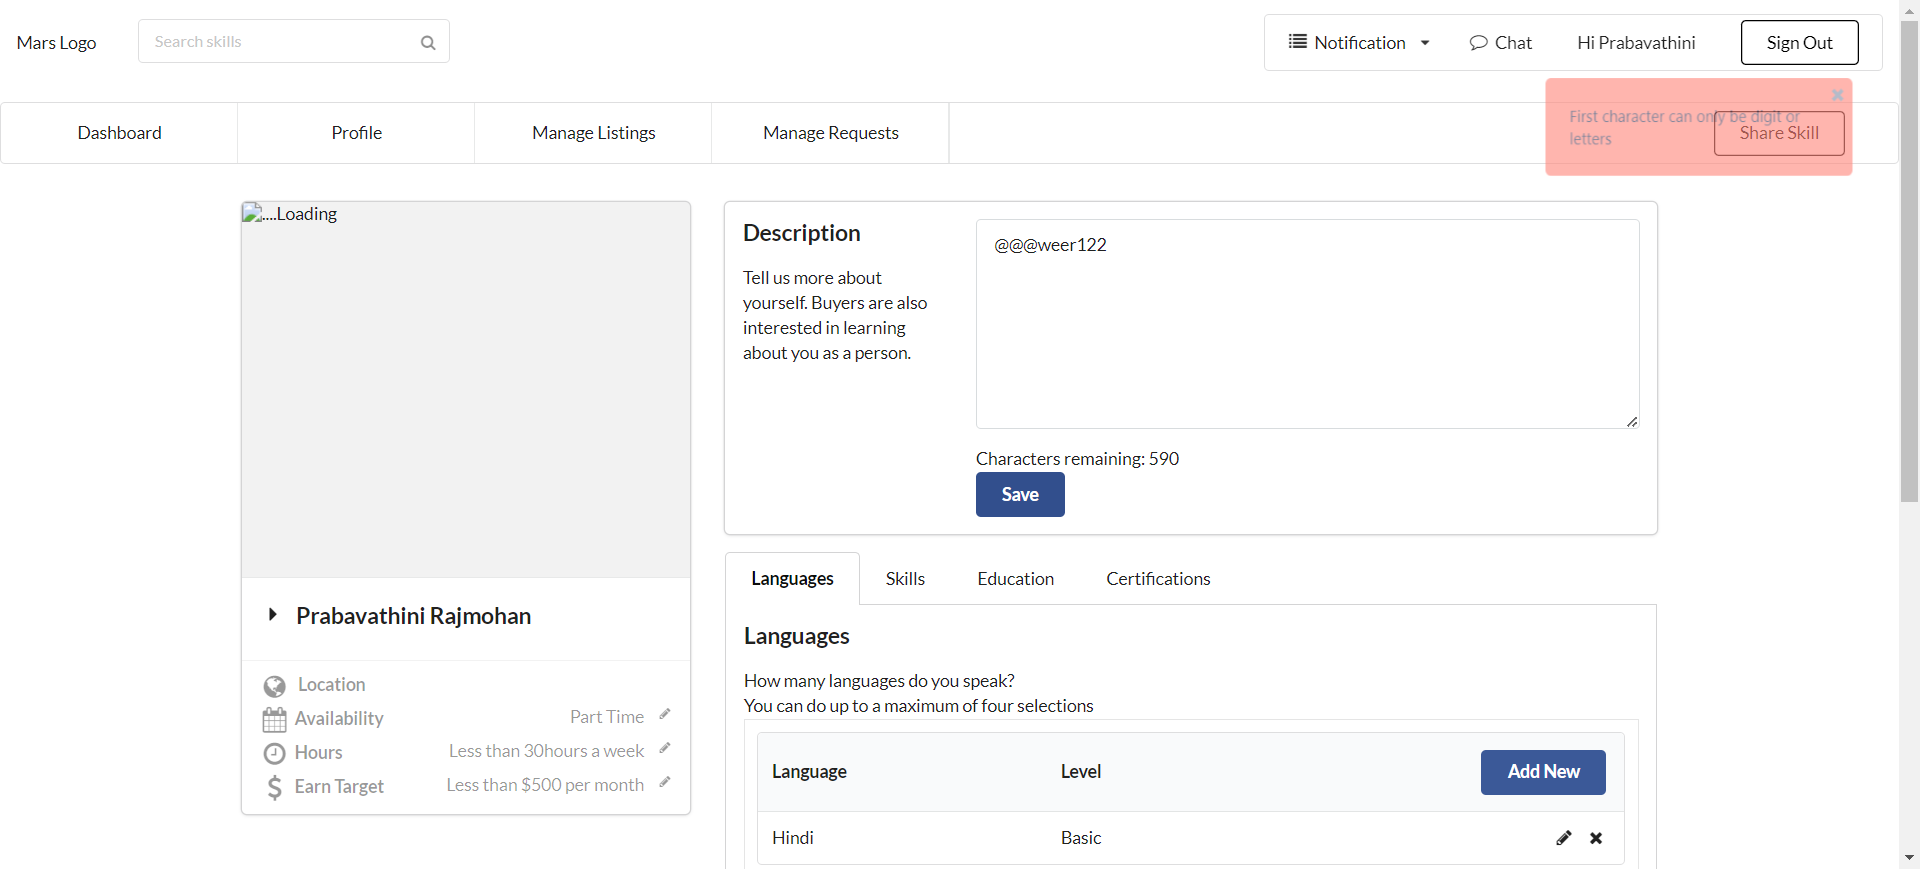 Mars Logo
Search skills
Notification
Chat
Hi Prabavathini
Sign Out
First character can only be digit or
letters
Dashboard
Profile
Manage Listings
Manage Requests
Share Skill
....Loading
Prabavathini Rajmohan
Location
Availability
Part Time
Hours
Less than 30hours a week
Earn Target
Less than $500 per month
Description
Tell us more about
yourself. Buyers are also
interested in learning
about you as a person.
@@@weer122
Characters remaining: 590
Save
Languages
Skills
Education
Certifications
Languages
How many languages do you speak?
You can do up to a maximum of four selections
Language
Level
Add New
Hindi
Basic